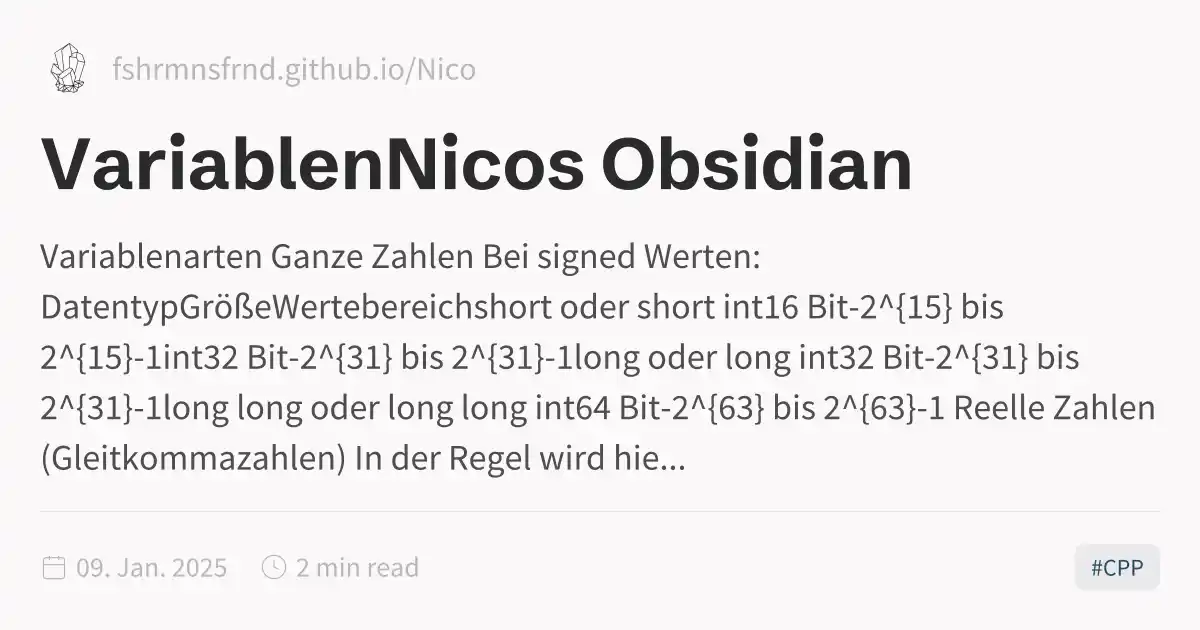 fshrmnsfrnd.github.io/Nico
VariablenNicos Obsidian
Variablenarten Ganze Zahlen Bei signed Werten:
DatentypGrößeWertebereichshort oder short int16 Bit-2^{15} bis
2^{15}-1int32 Bit-2^{31} bis 2^{31}-1long oder long int32 Bit-2^{31} bis
2^{31}-1long long oder long long int64 Bit-2^{63} bis 2^{63}-1 Reelle Zahlen
(Gleitkommazahlen) In der Regel wird hie...
09. Jan. 2025 2 min read #CPP